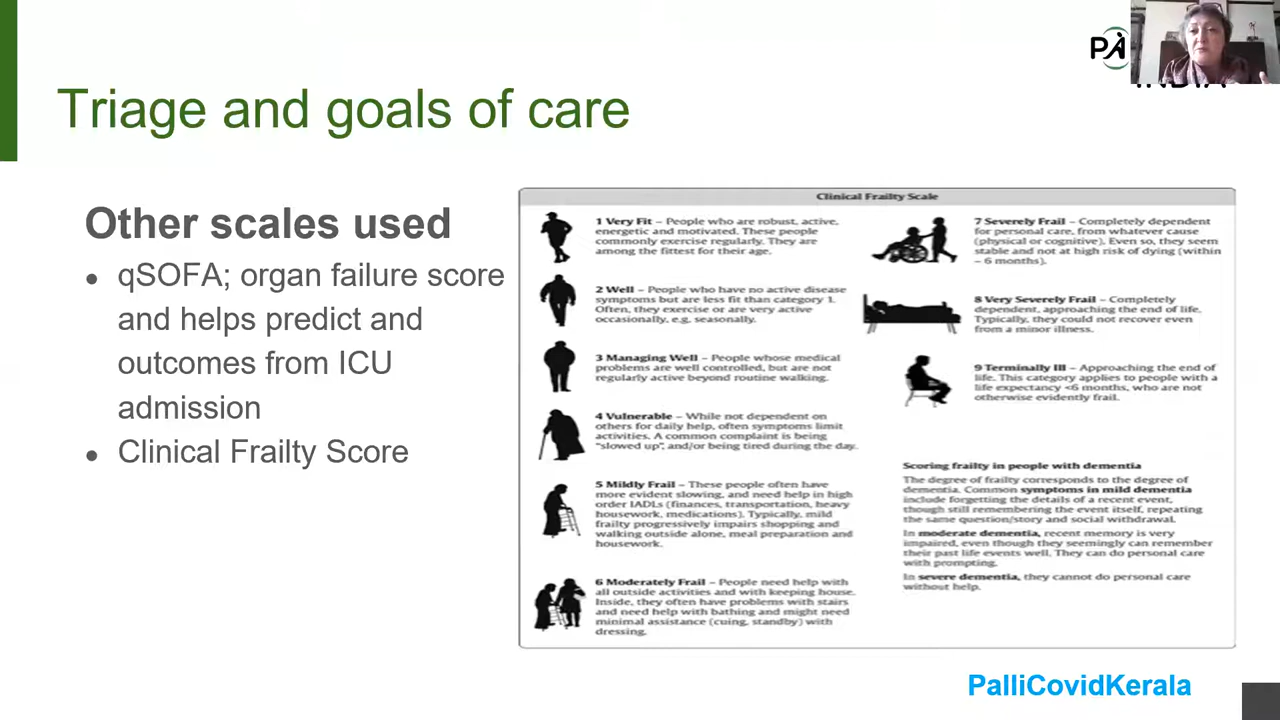 PA
INDIA
Triage and goals of care
Other scales used
• qSOFA; organ failure score
and helps predict and
outcomes from ICU
admission
• Clinical Frailty Score
Clinical Frailty Scale
1 Very Fit – People who are robust, active,
energetic and motivated. These people
commonly exercise regularly. They are
among the fittest for their age.
2 Well – People who have no active disease
symptoms but are less fit than category 1.
Often, they exercise or are very active
occasionally, e.g. seasonally.
3 Managing Well – People whose medical
problems are well controlled, but are not
regularly active beyond routine walking.
4 Vulnerable – While not dependent on
others for daily help, often symptoms limit
activities. A common complaint is being
"slowed up", and/or being tired during the day.
5 Mildly Frail – These people often have
more evident slowing, and need help in high
order IADLs (finances, transportation, heavy
housework, medications). Typically, mild
frailty progressively impairs shopping and
walking outside alone, meal preparation and
housework.
6 Moderately Frail – People need help with
all outside activities and with keeping house.
Inside, they often have problems with stairs
and need help with bathing and might need
minimal assistance (cuing, standby) with
dressing.
7 Severely Frail – Completely dependent
for personal care, from whatever cause
(physical or cognitive). Even so, they seem
stable and not at high risk of dying (within
~ 6 months).
8 Very Severely Frail – Completely
dependent, approaching the end of life.
Typically, they could not recover even
from a minor illness.
9 Terminally Ill – Approaching the end of
life. This category applies to people with a
life expectancy <6 months, who are not
otherwise evidently frail.
Scoring frailty in people with dementia
The degree of frailty corresponds to the degree of
dementia. Common symptoms in mild dementia
include forgetting the details of a recent event,
though still remembering the event itself, repeating
the same question/story and social withdrawal.
In moderate dementia, recent memory is very
impaired, even though they seemingly can remember
their past life events well. They can do personal care
with prompting.
In severe dementia, they cannot do personal care
without help.
PalliCovidKerala